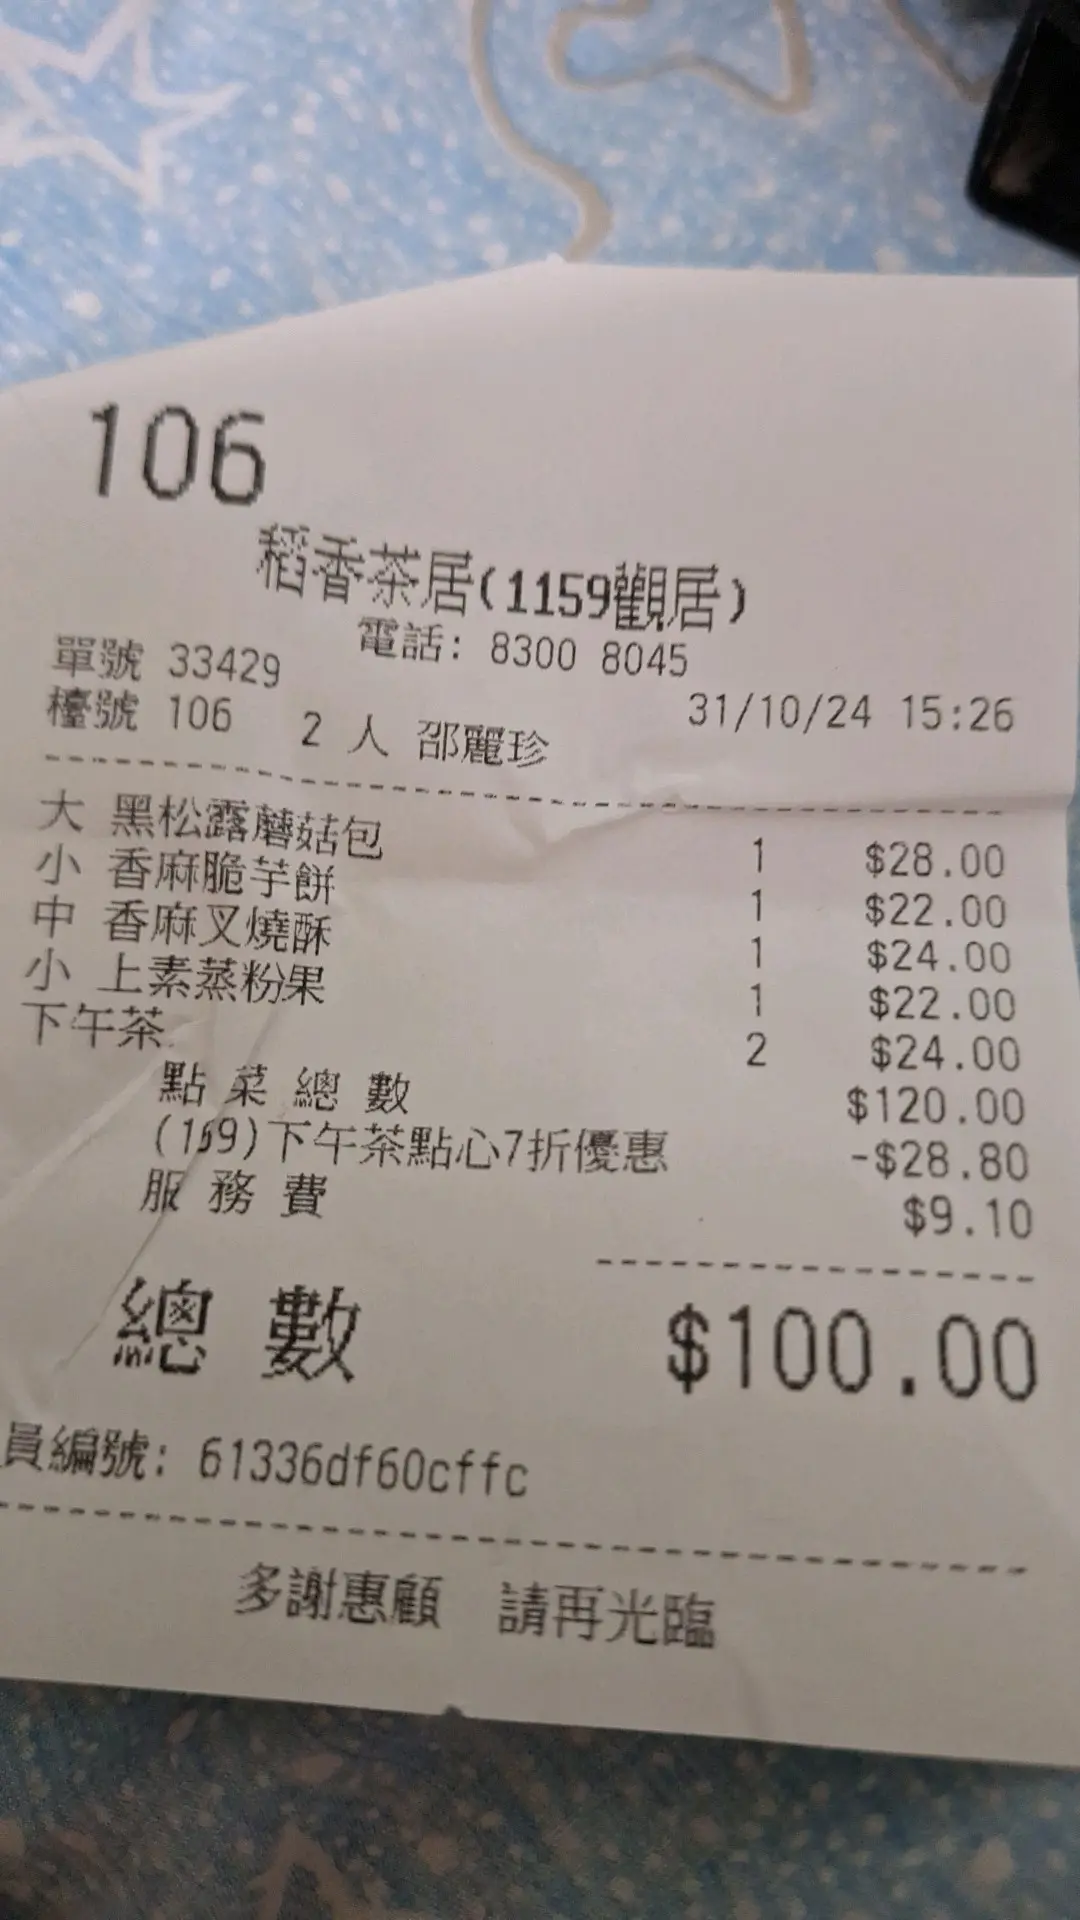 106
稻香茶居(1159觀居)
電話: 8300 8045
單號 33429
檯號 106 2 人 邵麗珍 31/10/24 15:26
大 黑松露蘑菇包 1 $28.00
小 香麻脆芋餅 1 $22.00
中 香麻叉燒酥 1 $24.00
小 上素蒸粉果 1 $22.00
下午茶 2 $24.00
點菜總數 $120.00
(159)下午茶點心7折優惠 -$28.80
服務費 $9.10
總數 $100.00
員編號: 61336df60cffc
多謝惠顧 請再光臨